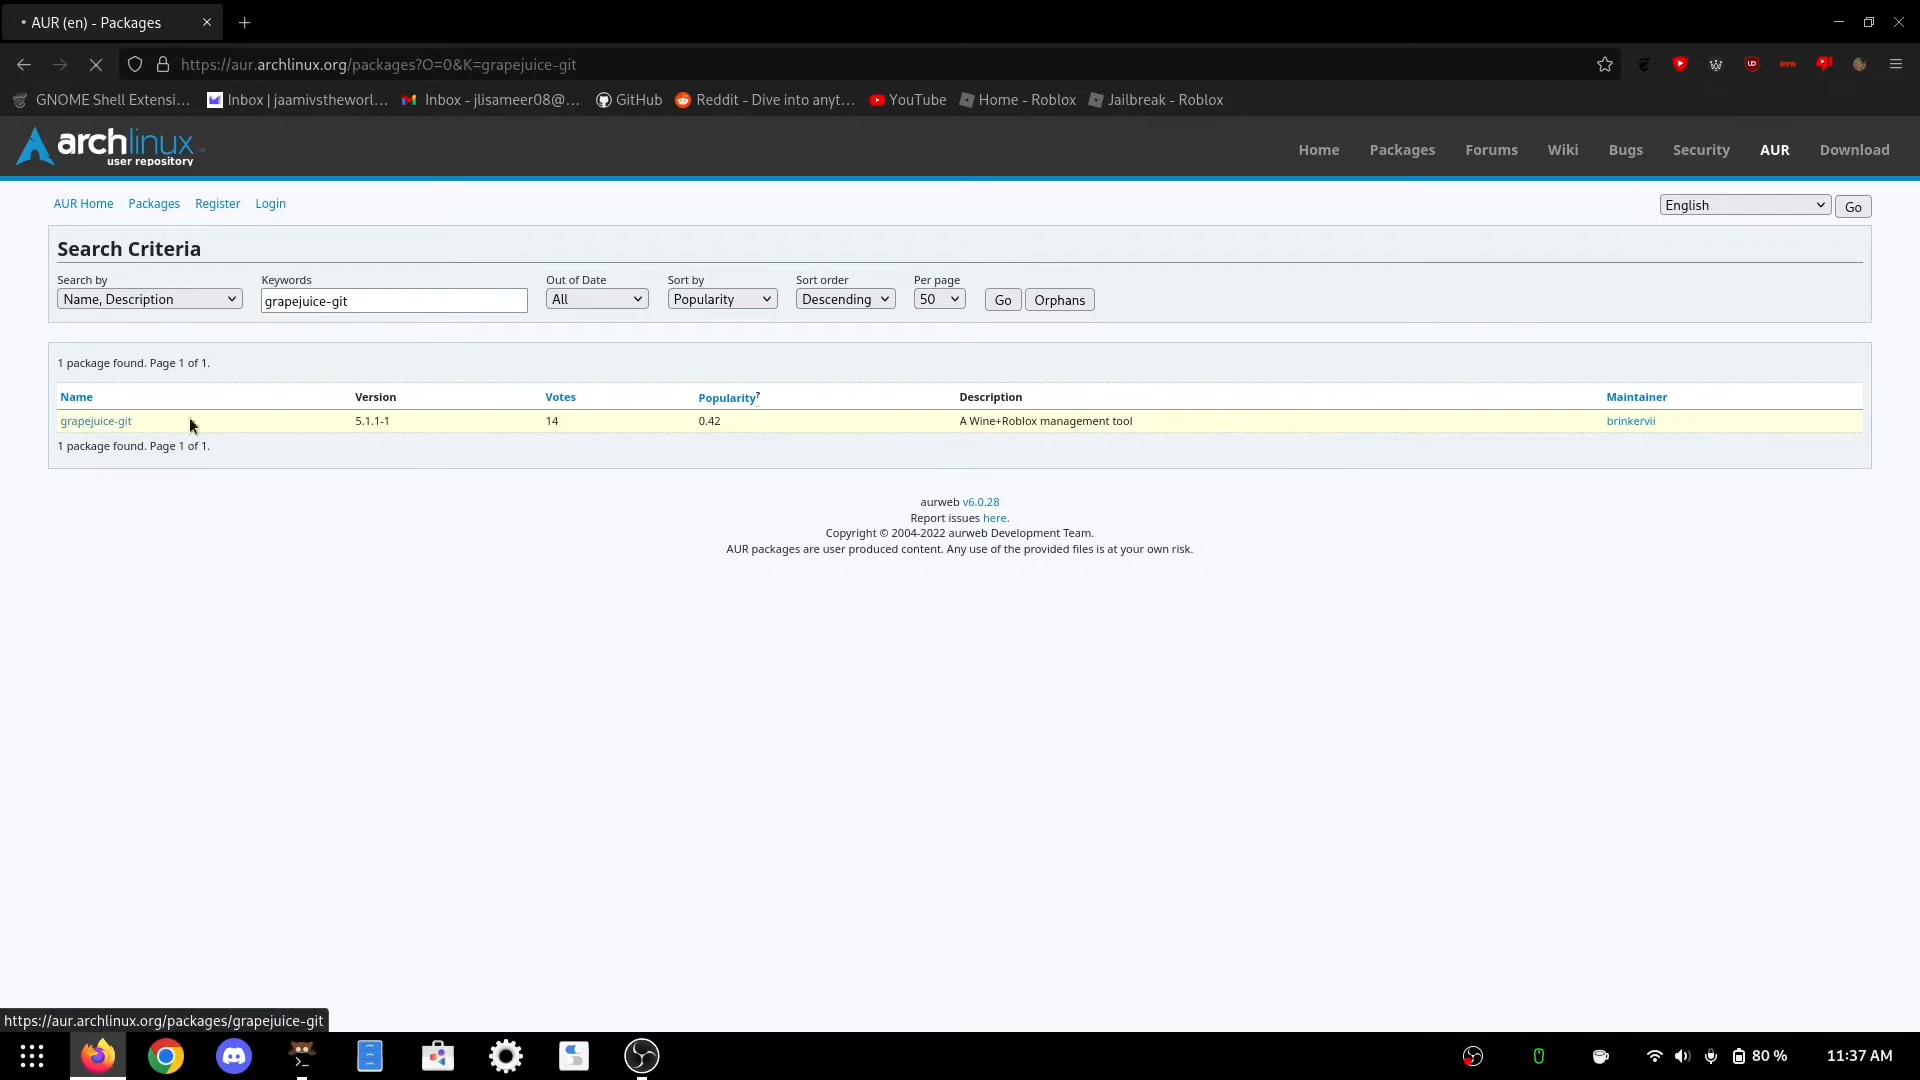 AUR (en) - Packages
https://aur.archlinux.org/packages?O=0&K=grapejuice-git
GNOME Shell Extensi... Inbox | jaamivstheworl... Inbox - jlisameer08@... GitHub Reddit - Dive into anyt... YouTube Home - Roblox Jailbreak - Roblox
archlinux
user repository
Home Packages Forums Wiki Bugs Security AUR Download
AUR Home Packages Register Login
English Go
Search Criteria
Search by Keywords Out of Date Sort by Sort order Per page
Name, Description grapejuice-git All Popularity Descending 50 Go Orphans
1 package found. Page 1 of 1.
Name Version Votes Popularity? Description Maintainer
grapejuice-git 5.1.1-1 14 0.42 A Wine+Roblox management tool brinkervii
1 package found. Page 1 of 1.
aurweb v6.0.28
Report issues here.
Copyright © 2004-2022 aurweb Development Team.
AUR packages are user produced content. Any use of the provided files is at your own risk.
https://aur.archlinux.org/packages/grapejuice-git
80 % 11:37 AM